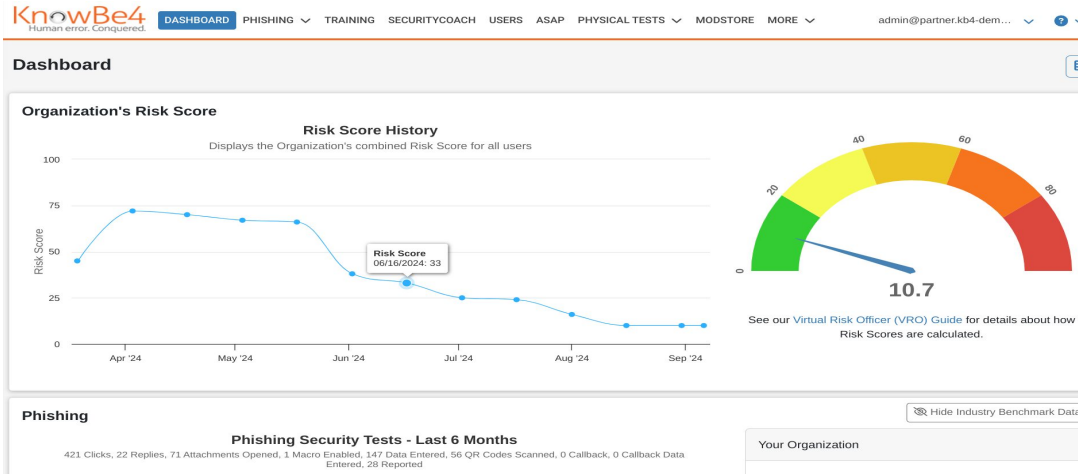 KnowBe4
Human error. Conquered.
DASHBOARD PHISHING TRAINING SECURITYCOACH USERS ASAP PHYSICAL TESTS MODSTORE MORE admin@partner.kb4-dem... ?
Dashboard
Organization's Risk Score
Risk Score History
Displays the Organization's combined Risk Score for all users
100
75
50
25
0
Risk Score
Risk Score
06/16/2024: 33
Apr '24 May '24 Jun '24 Jul '24 Aug '24 Sep '24
0 20 40 60 80
10.7
See our Virtual Risk Officer (VRO) Guide for details about how
Risk Scores are calculated.
Phishing
Hide Industry Benchmark Data
Phishing Security Tests - Last 6 Months
421 Clicks, 22 Replies, 71 Attachments Opened, 1 Macro Enabled, 147 Data Entered, 56 QR Codes Scanned, 0 Callback, 0 Callback Data
Entered, 28 Reported
Your Organization